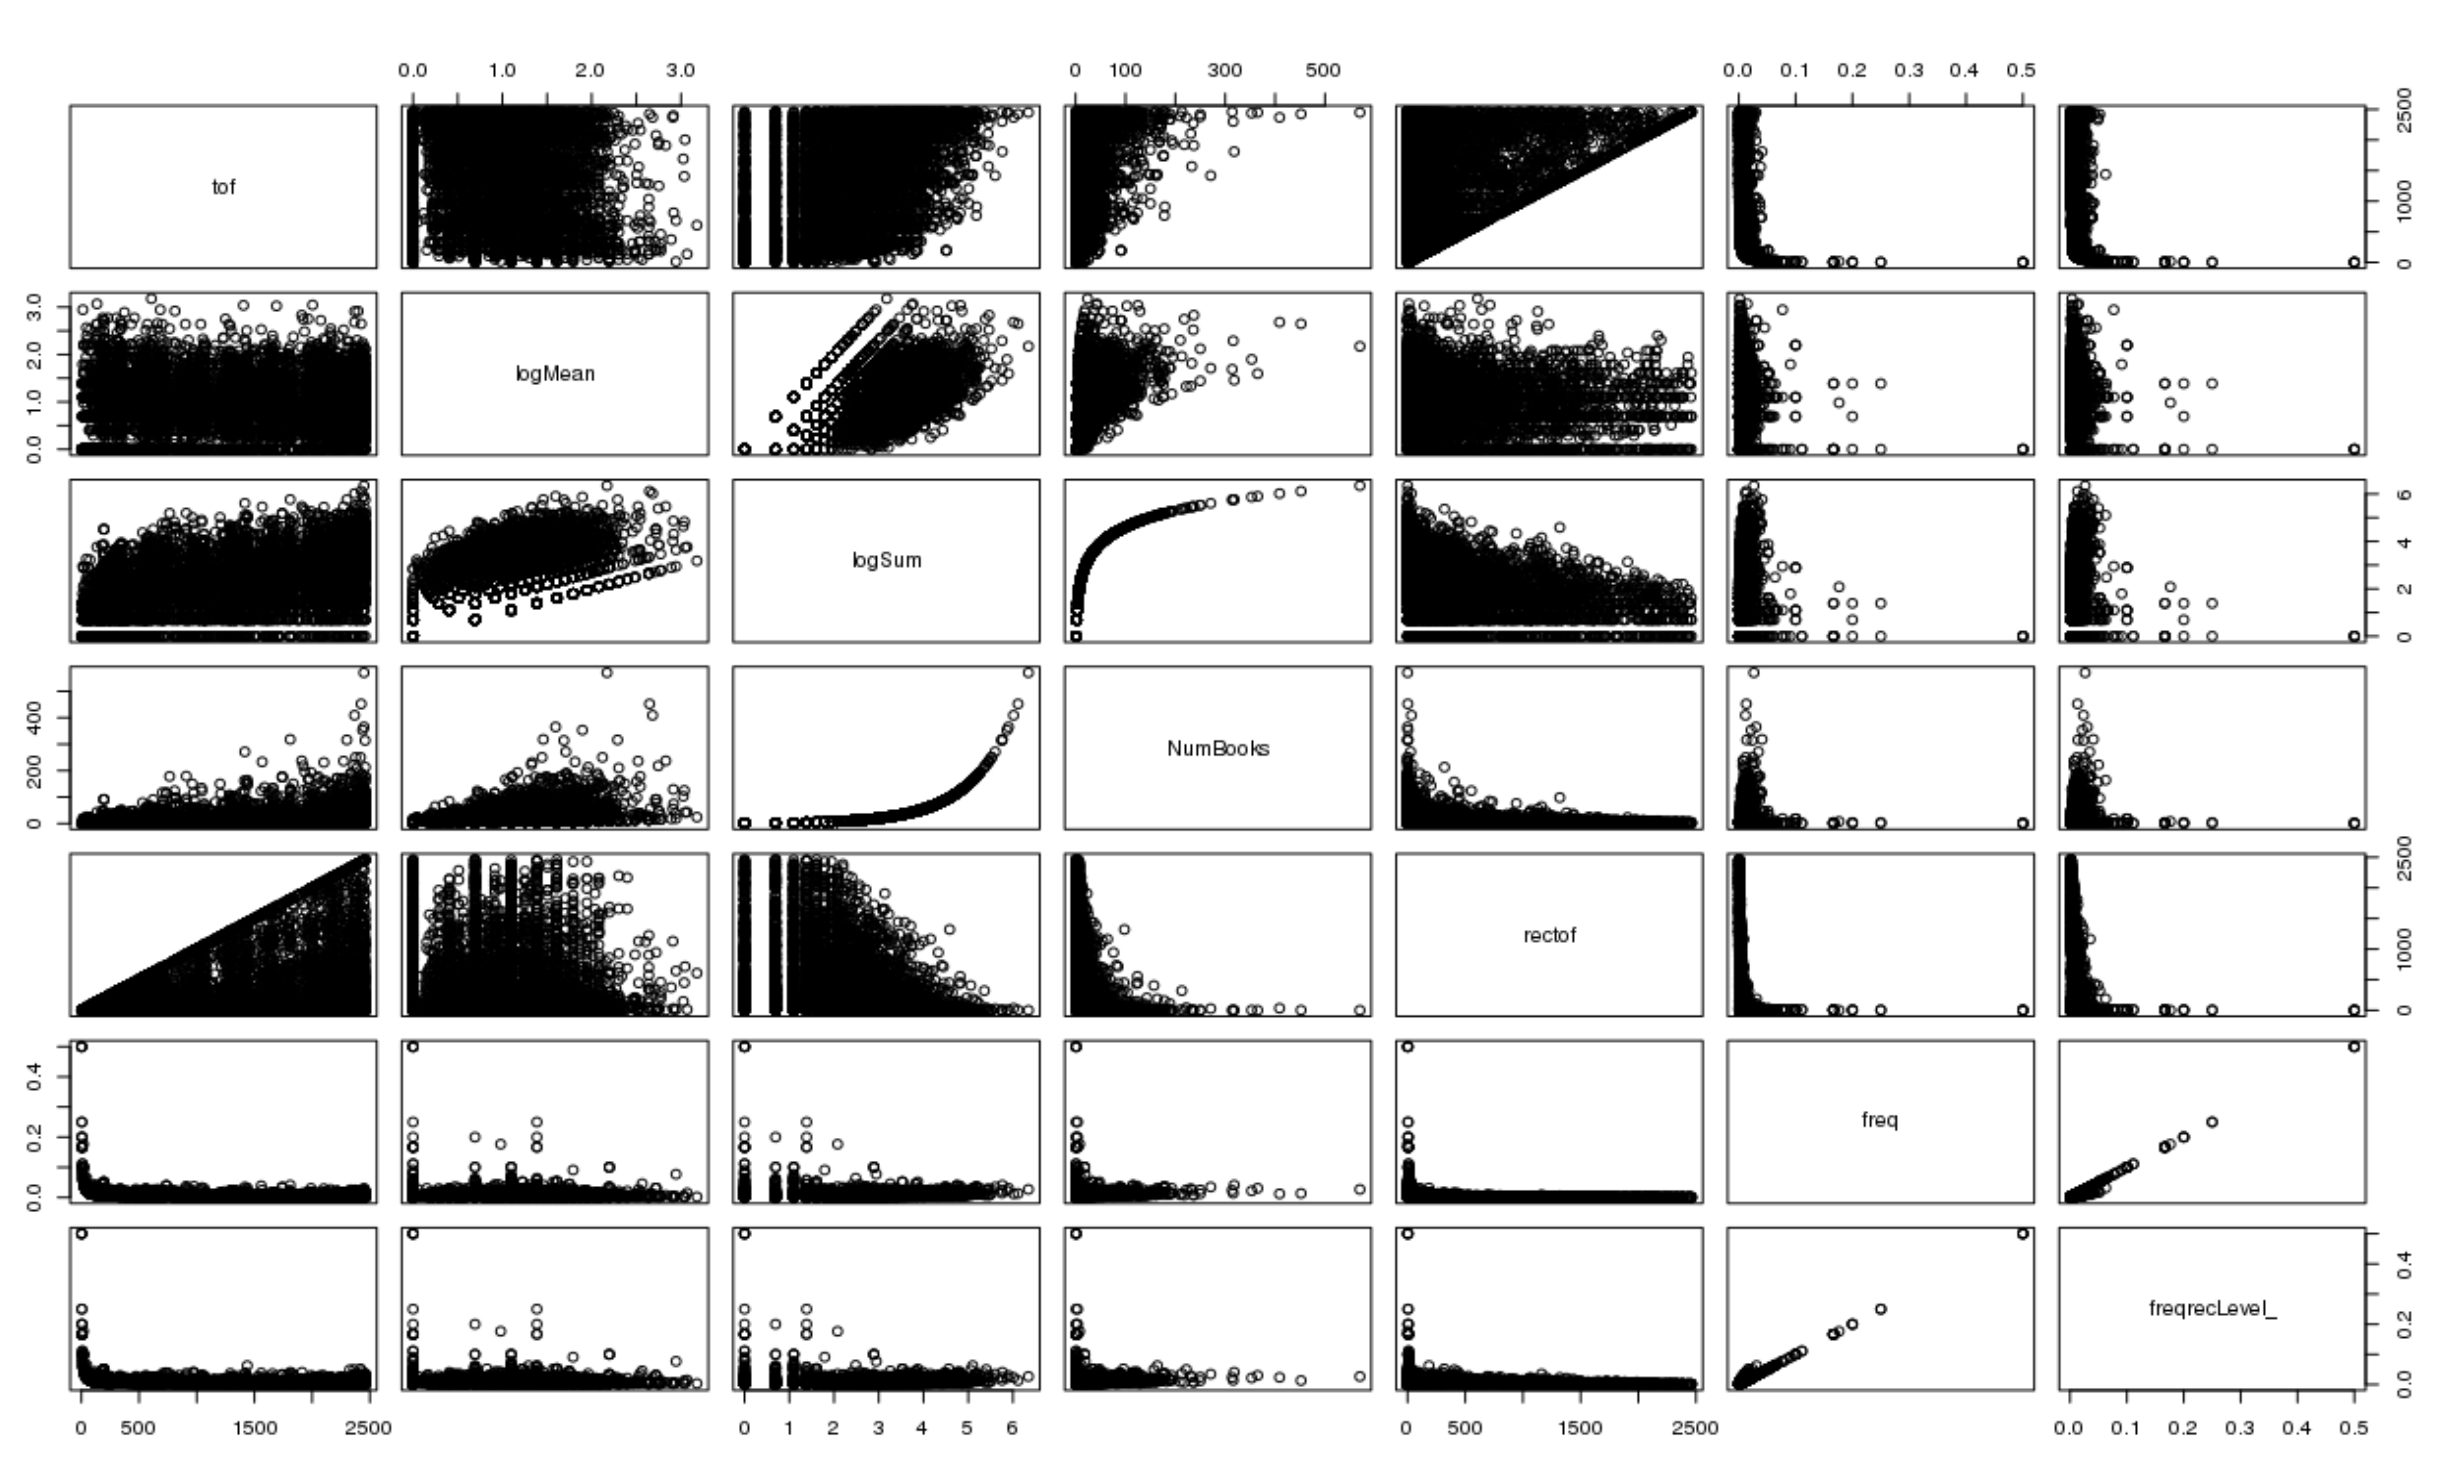 0.0 1.0 2.0 3.0 0 100 300 500 0.0 0.1 0.2 0.3 0.4 0.5
tof 0 1000 2500
0.0 1.0 2.0 3.0 logMean
logSum 0 2 4 6
0 200 400 NumBooks
rectof 0 1000 2500
0.0 0.2 0.4 freq
freqrecLevel_ 0.0 0.2 0.4
0 500 1500 2500 0 1 2 3 4 5 6 0 500 1500 2500 0.0 0.1 0.2 0.3 0.4 0.5